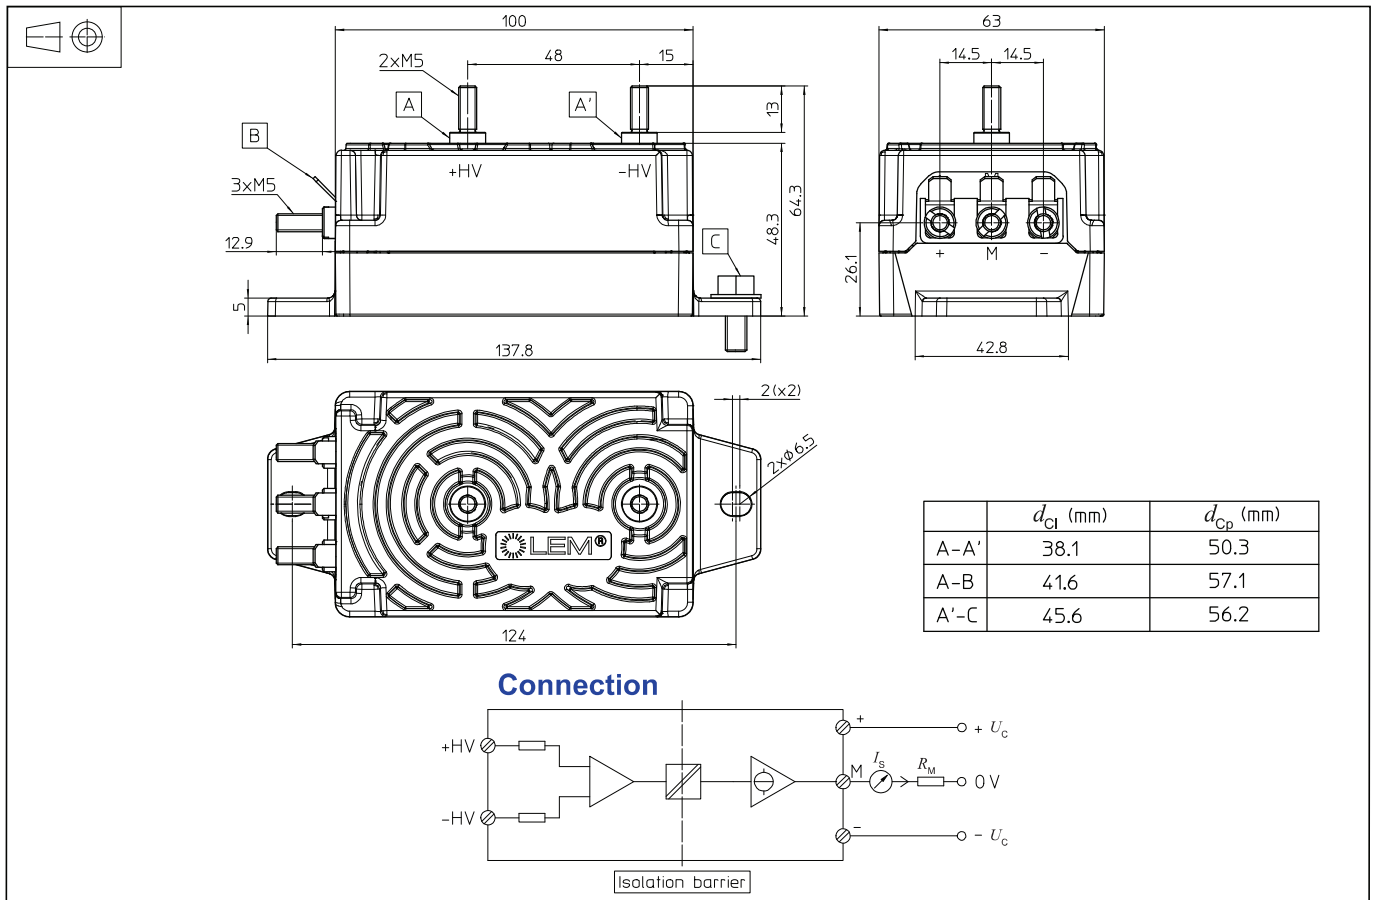 100
63
48
15
14.5
14.5
2xM5
A
A'
13
B
+HV
-HV
3xM5
64.3
48.3
12.9
C
+
M
-
26.1
5
137.8
42.8
2(x2)
2xϕ6.5
LEM®
124
dCl (mm)
dCp (mm)
A-A'
38.1
50.3
A-B
41.6
57.1
A'-C
45.6
56.2
Connection
+
+ UC
+HV
IS
RM
M
0 V
-HV
-
- UC
Isolation barrier